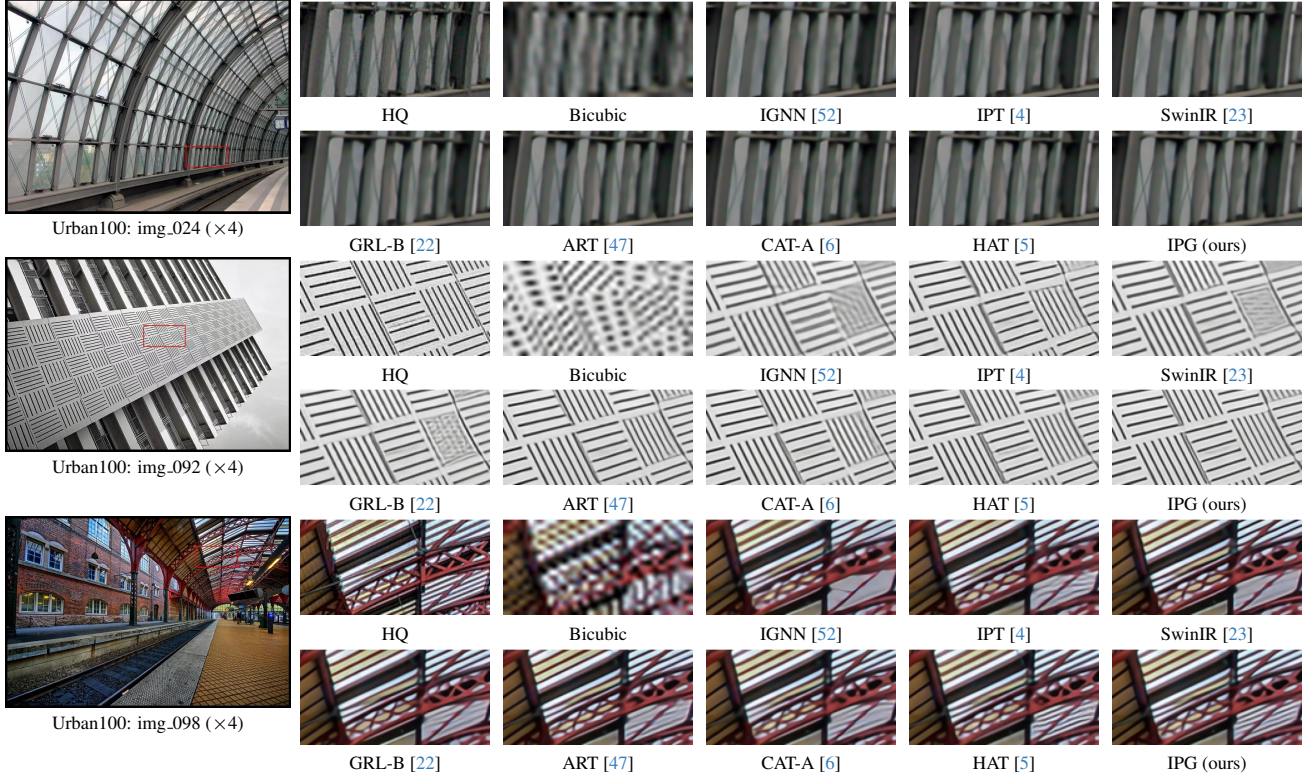 HQ Bicubic IGNN [52] IPT [4] SwinIR [23]
Urban100: img_024 (×4)
GRL-B [22] ART [47] CAT-A [6] HAT [5] IPG (ours)
HQ Bicubic IGNN [52] IPT [4] SwinIR [23]
Urban100: img_092 (×4)
GRL-B [22] ART [47] CAT-A [6] HAT [5] IPG (ours)
HQ Bicubic IGNN [52] IPT [4] SwinIR [23]
Urban100: img_098 (×4)
GRL-B [22] ART [47] CAT-A [6] HAT [5] IPG (ours)